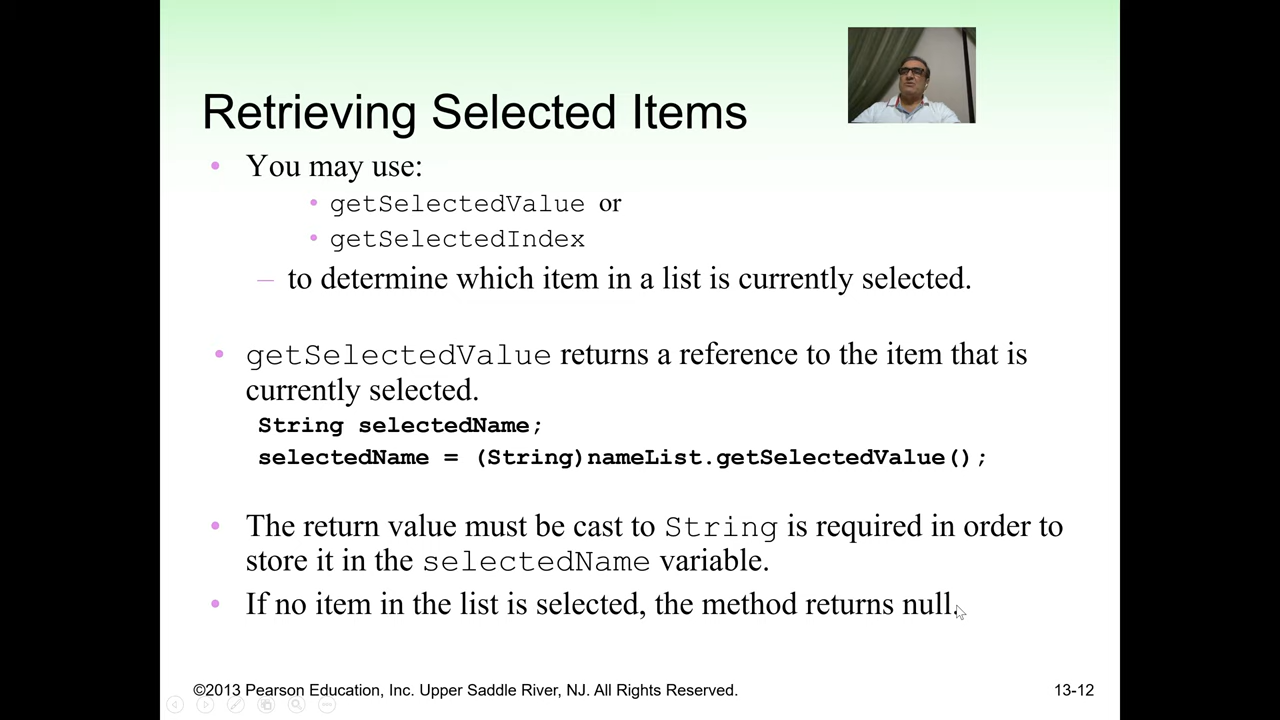 Retrieving Selected Items
• You may use:
• getSelectedValue or
• getSelectedIndex
– to determine which item in a list is currently selected.
• getSelectedValue returns a reference to the item that is
currently selected.
String selectedName;
selectedName = (String)nameList.getSelectedValue();
• The return value must be cast to String is required in order to
store it in the selectedName variable.
• If no item in the list is selected, the method returns null.
©2013 Pearson Education, Inc. Upper Saddle River, NJ. All Rights Reserved.
13-12